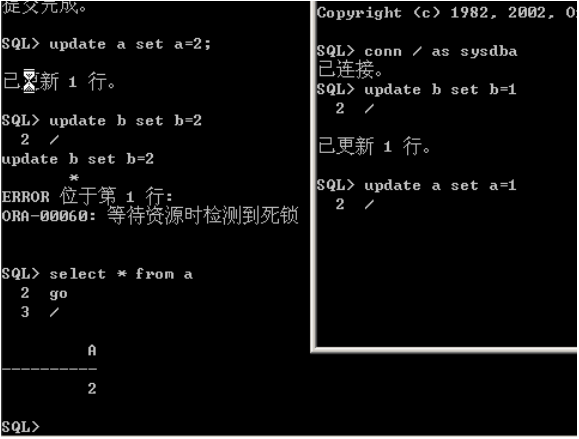 提交完成。
SQL> update a set a=2;
已更新 1 行。
SQL> update b set b=2
2 /
update b set b=2
*
ERROR 位于第 1 行:
ORA-00060: 等待资源时检测到死锁
SQL> select * from a
2 go
3 /
A
----------
2
SQL>
Copyright (c) 1982, 2002, O
SQL> conn / as sysdba
已连接。
SQL> update b set b=1
2 /
已更新 1 行。
SQL> update a set a=1
2 /